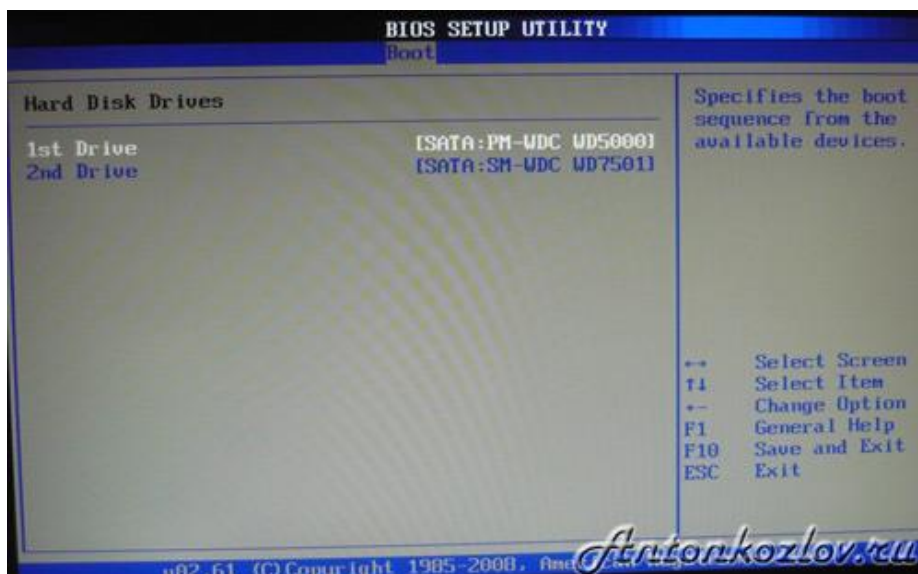 BIOS SETUP UTILITY
Boot
Hard Disk Drives
1st Drive [SATA:PM-WDC WD5000]
2nd Drive [SATA:SM-WDC WD7501]
Specifies the boot
sequence from the
available devices.
←→ Select Screen
↑↓ Select Item
+- Change Option
F1 General Help
F10 Save and Exit
ESC Exit
v02.61 (C)Copyright 1985-2008,
Antonkozlov.ru